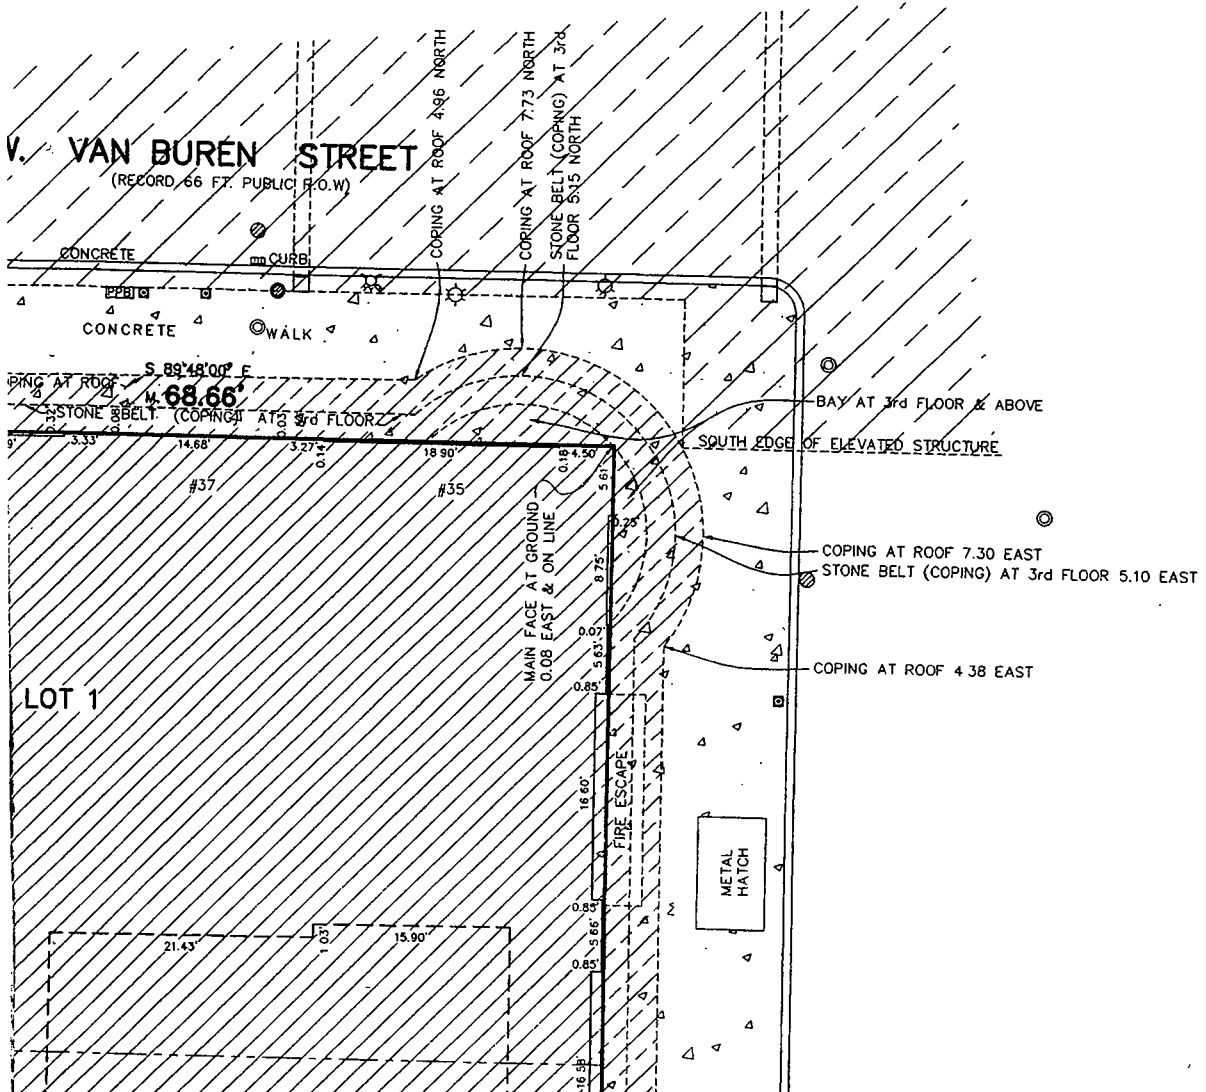 COPING AT ROOF 4.96 NORTH
COPING AT ROOF 7.73 NORTH
STONE BELT (COPING) AT 3rd
FLOOR 5.15 NORTH
W. VAN BUREN STREET
(RECORD 66 FT. PUBLIC R.O.W)
CONCRETE
CURB
PPB
CONCRETE
WALK
S 89°48'00" E
PING AT ROOF
M. 68.66'
STONE BELT (COPING) AT 3rd FLOOR
BAY AT 3rd FLOOR & ABOVE
SOUTH EDGE OF ELEVATED STRUCTURE
9'
3.33'
14.68'
3.27'
0.14'
18.90'
0.18
4.50'
5.61
#37
#35
0.25'
MAIN FACE AT GROUND
0.08 EAST & ON LINE
8.75'
COPING AT ROOF 7.30 EAST
STONE BELT (COPING) AT 3rd FLOOR 5.10 EAST
0.07'
5.63'
COPING AT ROOF 4.38 EAST
0.85'
LOT 1
16.60'
FIRE ESCAPE
METAL
HATCH
0.85'
5.66'
21.43'
1.03'
15.90'
0.85'
16.58'